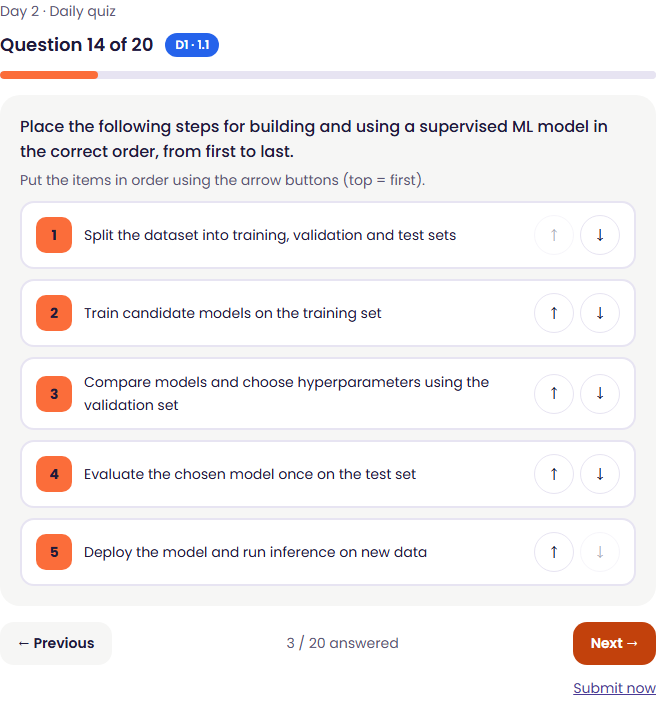 Day 2 · Daily quiz
Question 14 of 20 D1 · 1.1
Place the following steps for building and using a supervised ML model in
the correct order, from first to last.
Put the items in order using the arrow buttons (top = first).
1 Split the dataset into training, validation and test sets ↑ ↓
2 Train candidate models on the training set ↑ ↓
3 Compare models and choose hyperparameters using the
validation set ↑ ↓
4 Evaluate the chosen model once on the test set ↑ ↓
5 Deploy the model and run inference on new data ↑ ↓
← Previous 3 / 20 answered Next →
Submit now